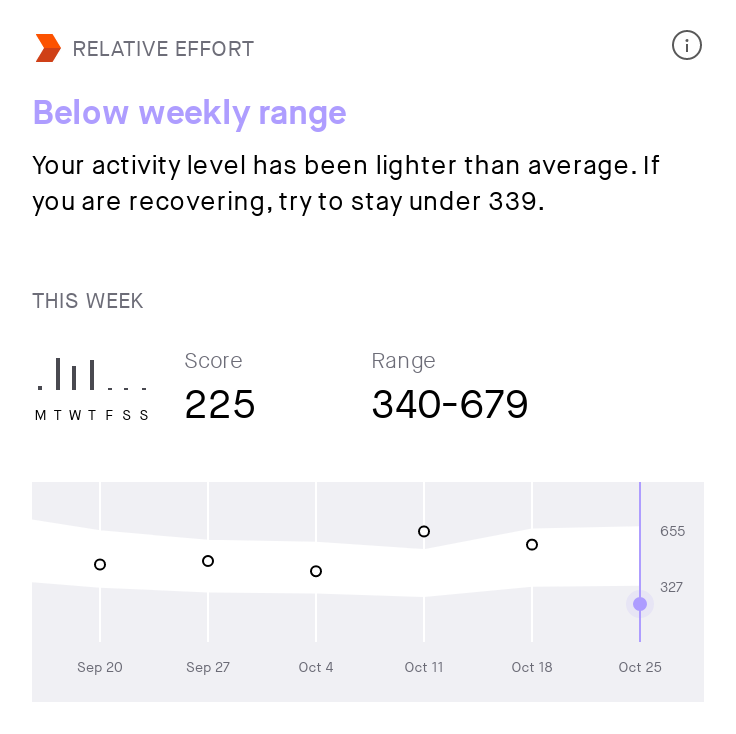 RELATIVE EFFORT
Below weekly range
Your activity level has been lighter than average. If
you are recovering, try to stay under 339.
THIS WEEK
Score Range
225 340-679
M T W T F S S
655
327
Sep 20 Sep 27 Oct 4 Oct 11 Oct 18 Oct 25